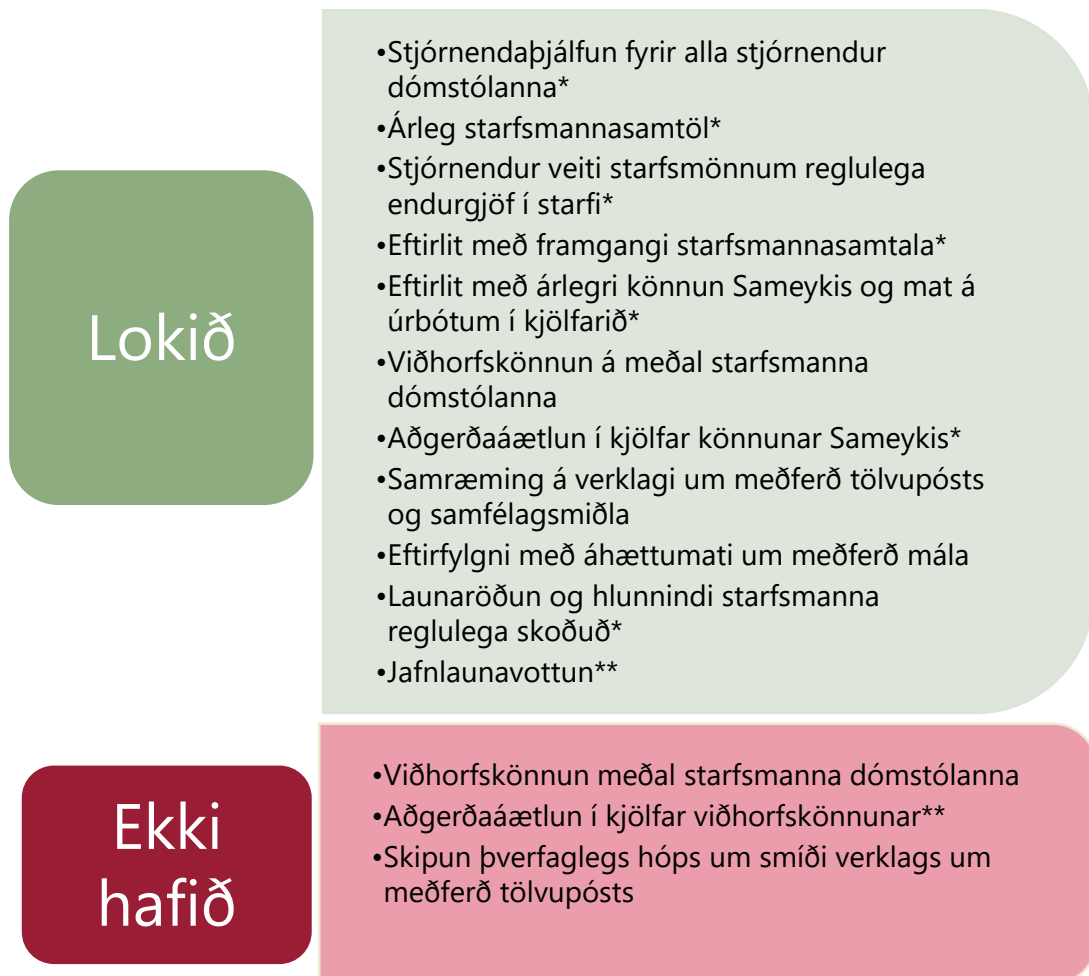 Lokið
•Stjórnendaþjálfun fyrir alla stjórnendur
dómstólanna*
•Árleg starfsmannasamtöl*
•Stjórnendur veiti starfsmönnum reglulega
endurgjöf í starfi*
•Eftirlit með framgangi starfsmannasamtala*
•Eftirlit með árlegri könnun Sameykis og mat á
úrbótum í kjölfarið*
•Viðhorfskönnun á meðal starfsmanna
dómstólanna
•Aðgerðaáætlun í kjölfar könnunar Sameykis*
•Samræming á verklagi um meðferð tölvupósts
og samfélagsmiðla
•Eftirfylgni með áhættumati um meðferð mála
•Launaröðun og hlunnindi starfsmanna
reglulega skoðuð*
•Jafnlaunavottun**
Ekki
hafið
•Viðhorfskönnun meðal starfsmanna dómstólanna
•Aðgerðaáætlun í kjölfar viðhorfskönnunar**
•Skipun þverfaglegs hóps um smíði verklags um
meðferð tölvupósts